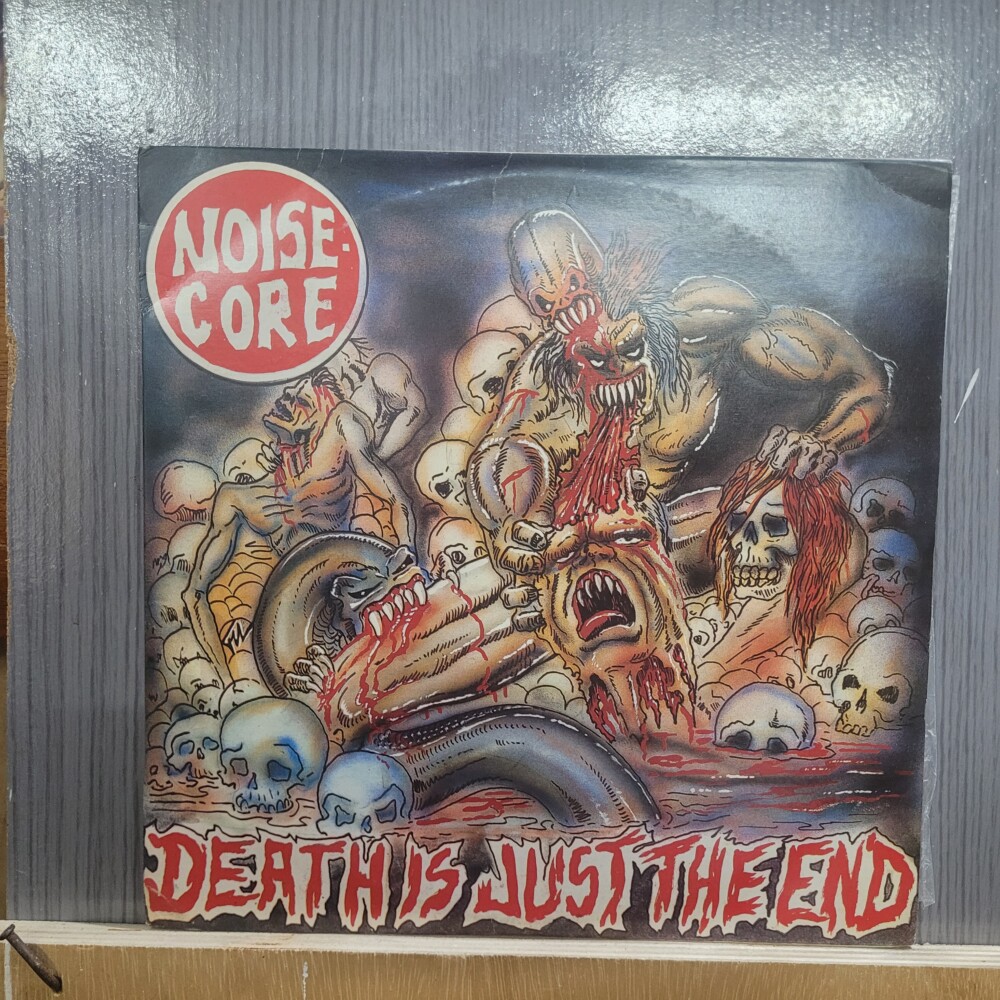 NOISE-
CORE
DEATH IS JUST THE END